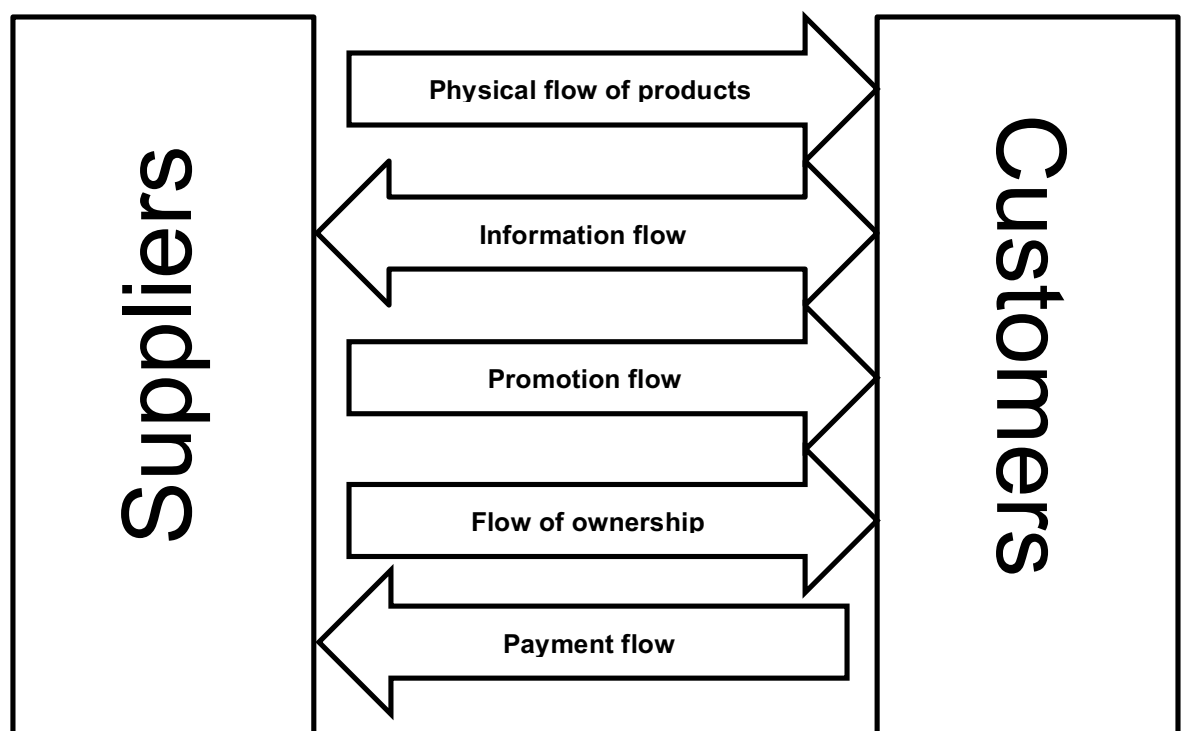 Suppliers
Physical flow of products
Information flow
Promotion flow
Flow of ownership
Payment flow
Customers